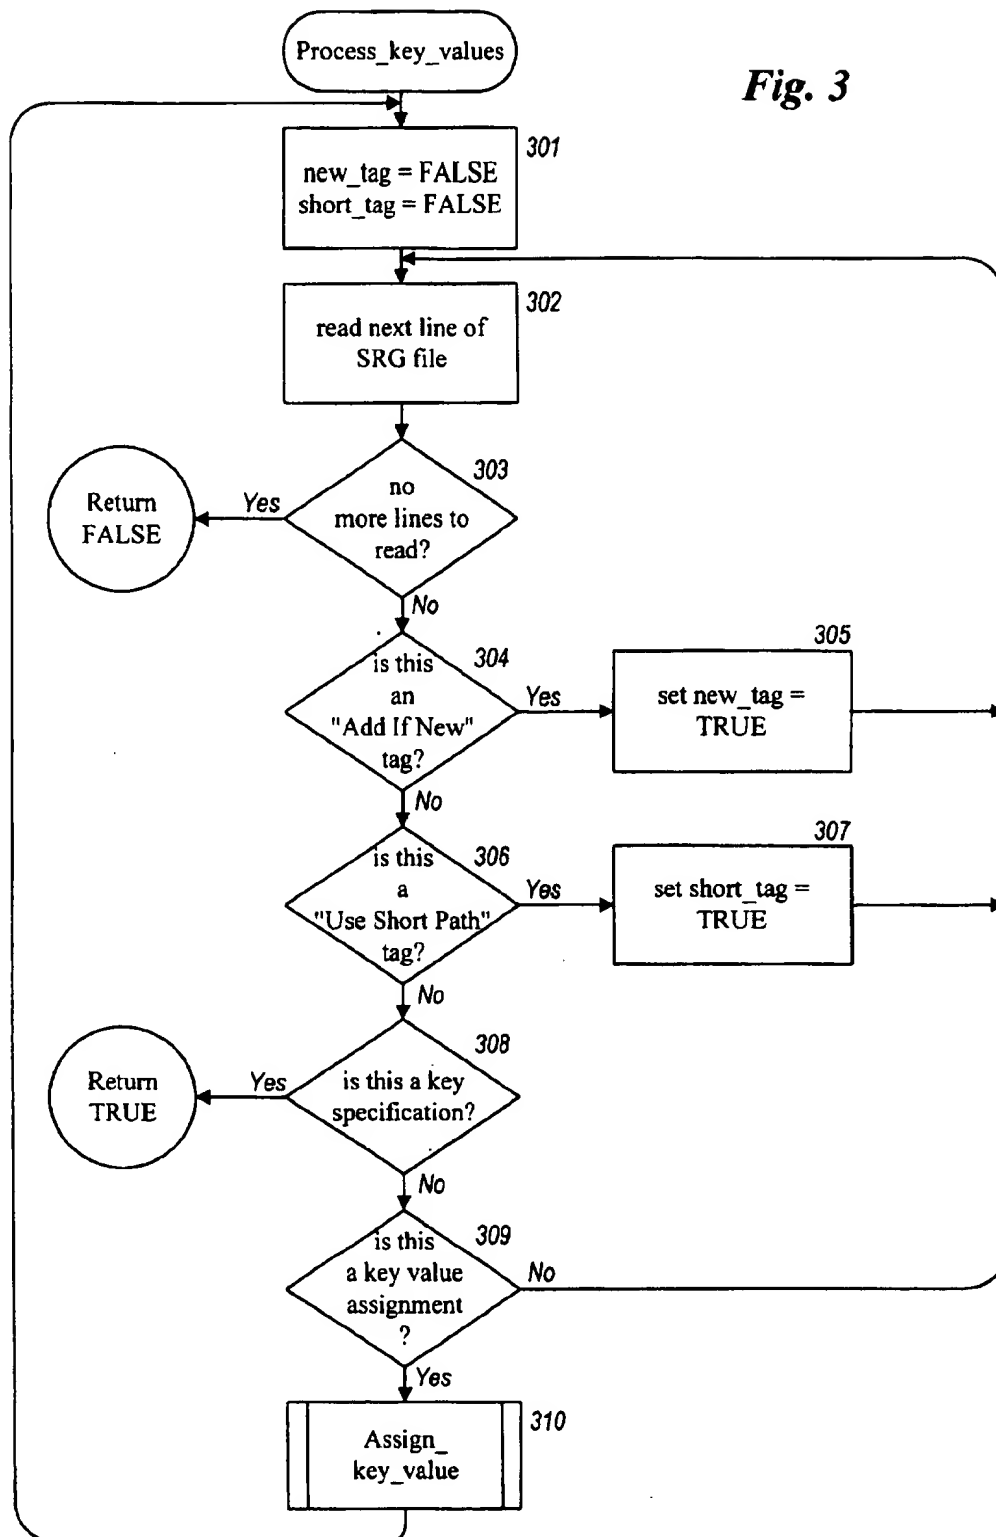 Process_key_values
Fig. 3
301
new_tag = FALSE
short_tag = FALSE
302
read next line of
SRG file
303
no
more lines to
read?
Yes
Return
FALSE
No
304
is this
an
"Add If New"
tag?
Yes
305
set new_tag =
TRUE
No
306
is this
a
"Use Short Path"
tag?
Yes
307
set short_tag =
TRUE
No
308
is this a key
specification?
Yes
Return
TRUE
No
309
is this
a key value
assignment
?
No
Yes
310
Assign_
key_value